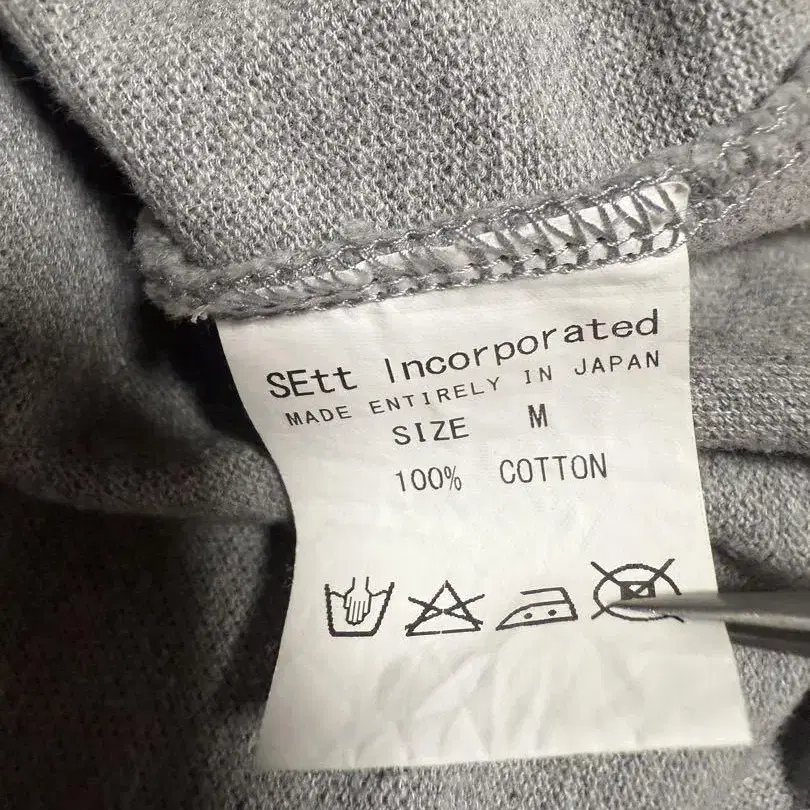 SEtt Incorporated
MADE ENTIRELY IN JAPAN
SIZE M
100% COTTON